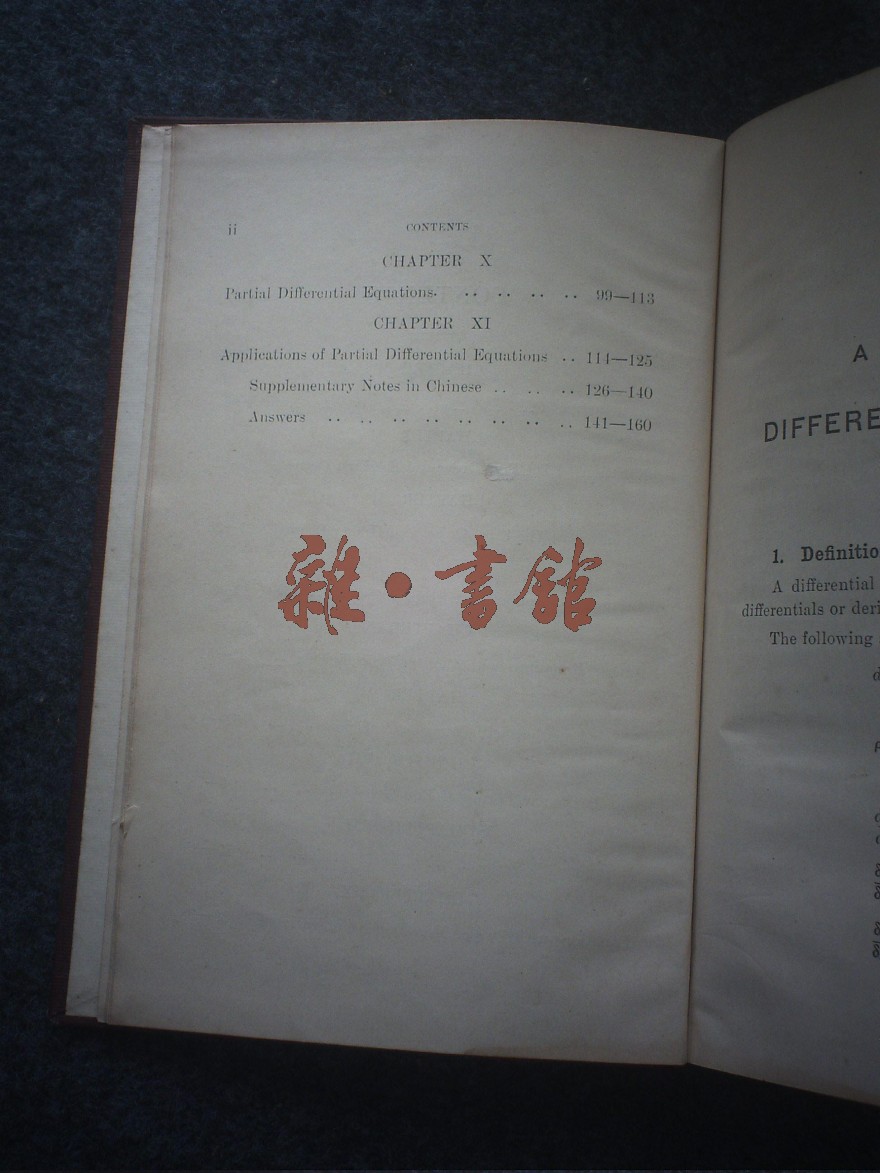 ii CONTENTS
CHAPTER X
Partial Differential Equations. .. .. .. .. 99—113
CHAPTER XI
Applications of Partial Differential Equations .. 114—125
Supplementary Notes in Chinese .. .. .. 126—140
Answers .. .. .. .. .. .. .. .. 141—160
雜·書館
A
DIFFERE
1. Definitio
A differential
differentials or deri
The following